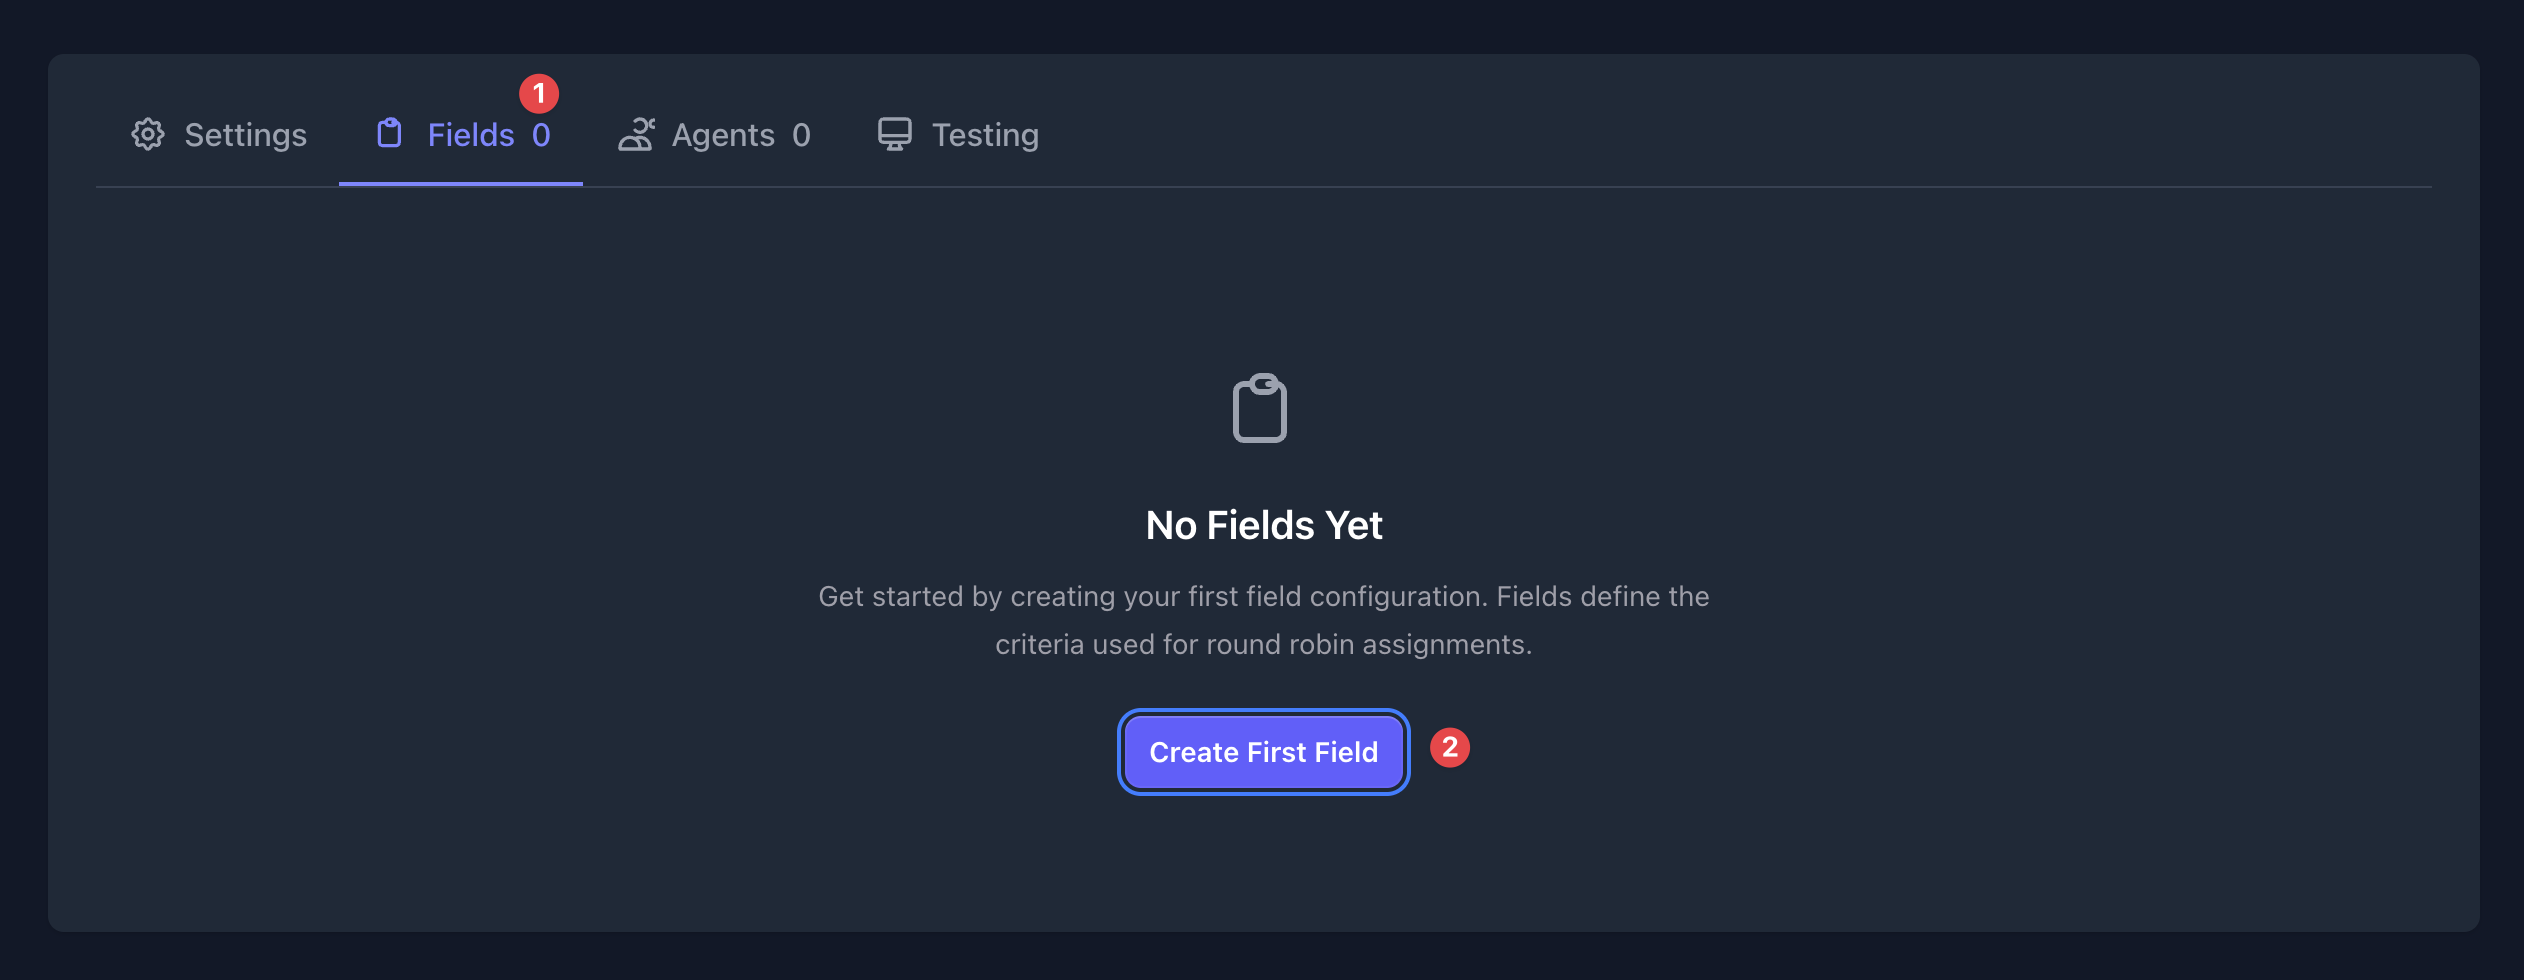 1
Settings Fields 0 Agents 0 Testing
No Fields Yet
Get started by creating your first field configuration. Fields define the
criteria used for round robin assignments.
Create First Field 2